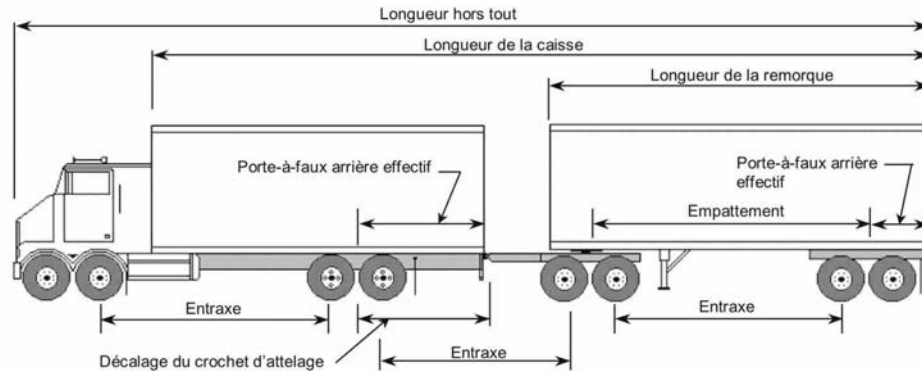 Longueur hors tout
Longueur de la caisse
Longueur de la remorque
Porte-à-faux arrière effectif
Porte-à-faux arrière
effectif
Empattement
Entraxe
Entraxe
Décalage du crochet d'attelage
Entraxe